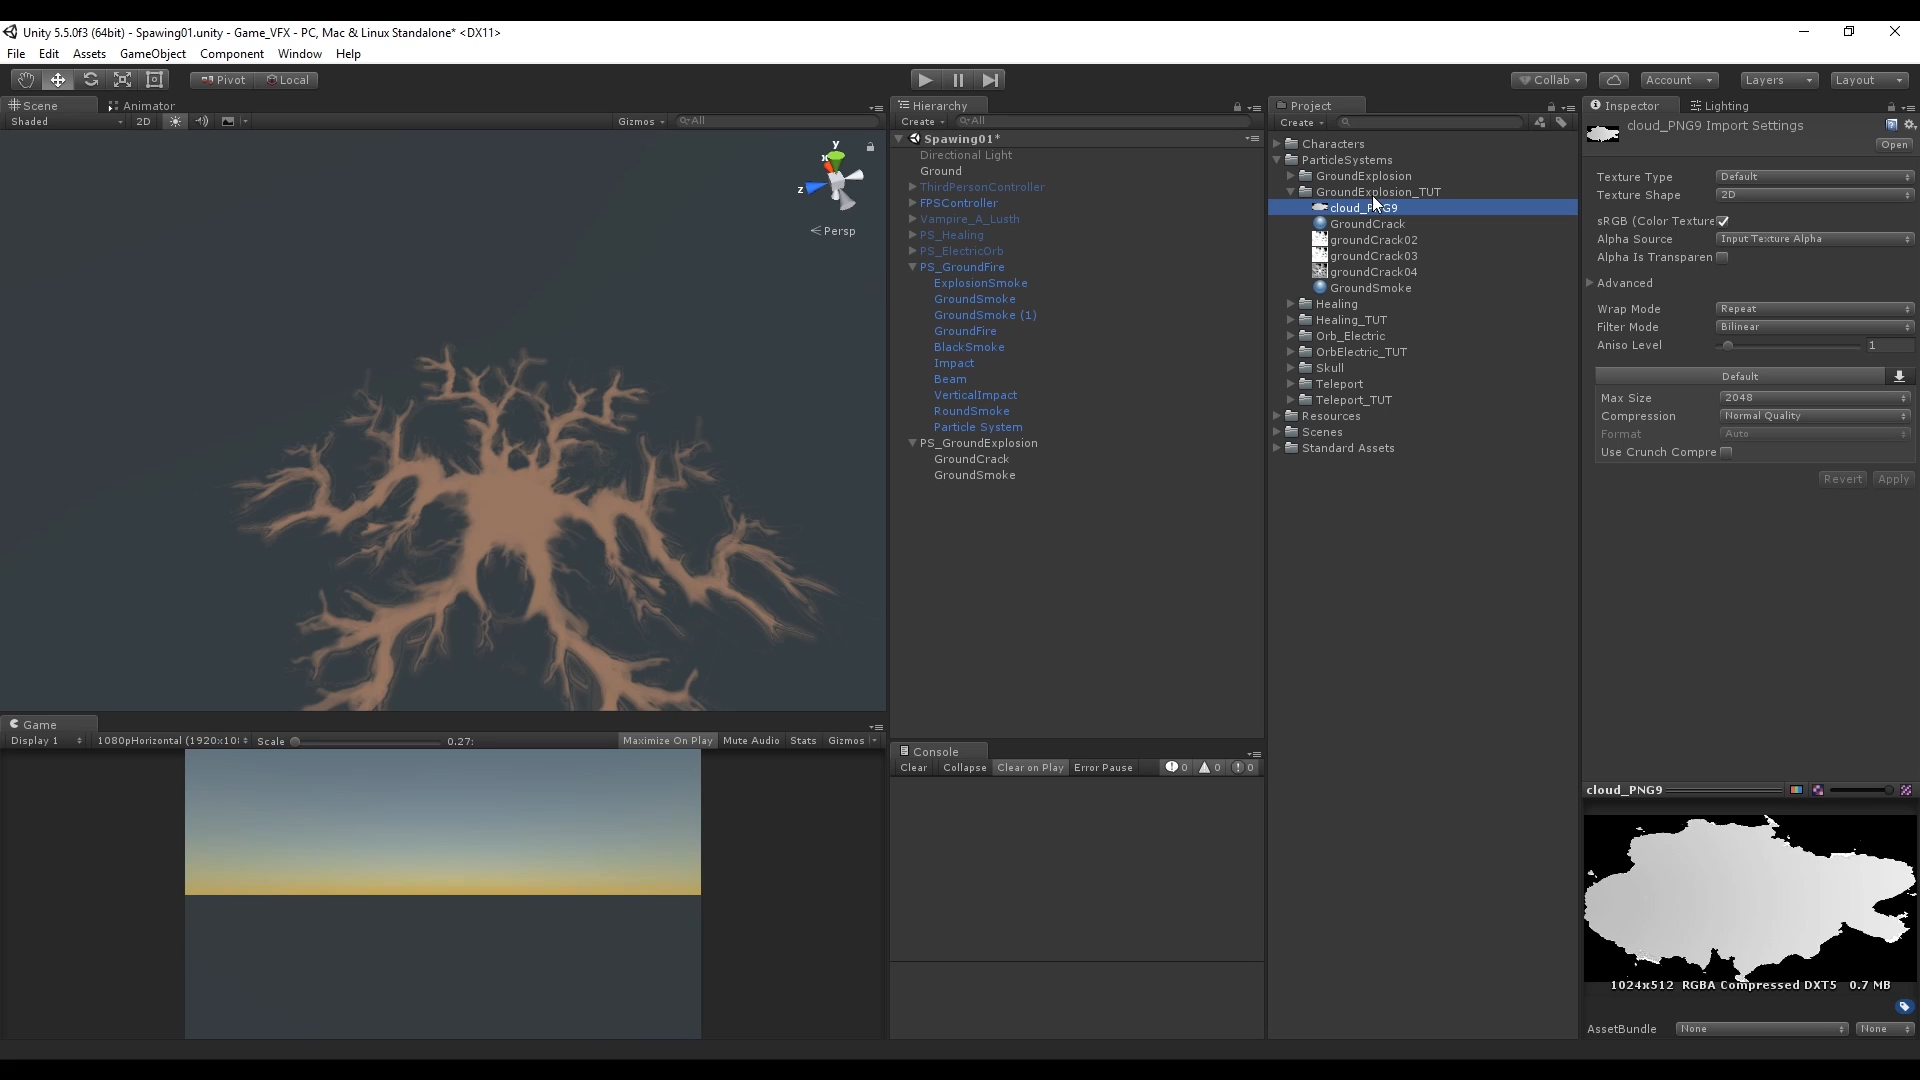 Unity 5.5.0f3 (64bit) - Spawing01.unity - Game_VFX - PC, Mac & Linux Standalone* <DX11>
File Edit Assets GameObject Component Window Help
Pivot Local Collab Account Layers Layout
Scene Animator
Shaded 2D Gizmos All
y
x
z
Persp
Game
Display 1 1080pHorizontal (1920x10 Scale 0.27: Maximize On Play Mute Audio Stats Gizmos
Hierarchy
Create All
Spawing01*
Directional Light
Ground
ThirdPersonController
FPSController
Vampire_A_Lusth
PS_Healing
PS_ElectricOrb
PS_GroundFire
ExplosionSmoke
GroundSmoke
GroundSmoke (1)
GroundFire
BlackSmoke
Impact
Beam
VerticalImpact
RoundSmoke
Particle System
PS_GroundExplosion
GroundCrack
GroundSmoke
Console
Clear Collapse Clear on Play Error Pause 0 0 0
Project
Create
Characters
ParticleSystems
GroundExplosion
GroundExplosion_TUT
cloud_PNG9
GroundCrack
groundCrack02
groundCrack03
groundCrack04
GroundSmoke
Healing
Healing_TUT
Orb_Electric
OrbElectric_TUT
Skull
Teleport
Teleport_TUT
Resources
Scenes
Standard Assets
Inspector Lighting
cloud_PNG9 Import Settings
Open
Texture Type Default
Texture Shape 2D
sRGB (Color Texture
Alpha Source Input Texture Alpha
Alpha Is Transparen
Advanced
Wrap Mode Repeat
Filter Mode Bilinear
Aniso Level 1
Default
Max Size 2048
Compression Normal Quality
Format Auto
Use Crunch Compre
Revert Apply
cloud_PNG9
1024x512 RGBA Compressed DXT5 0.7 MB
AssetBundle None None